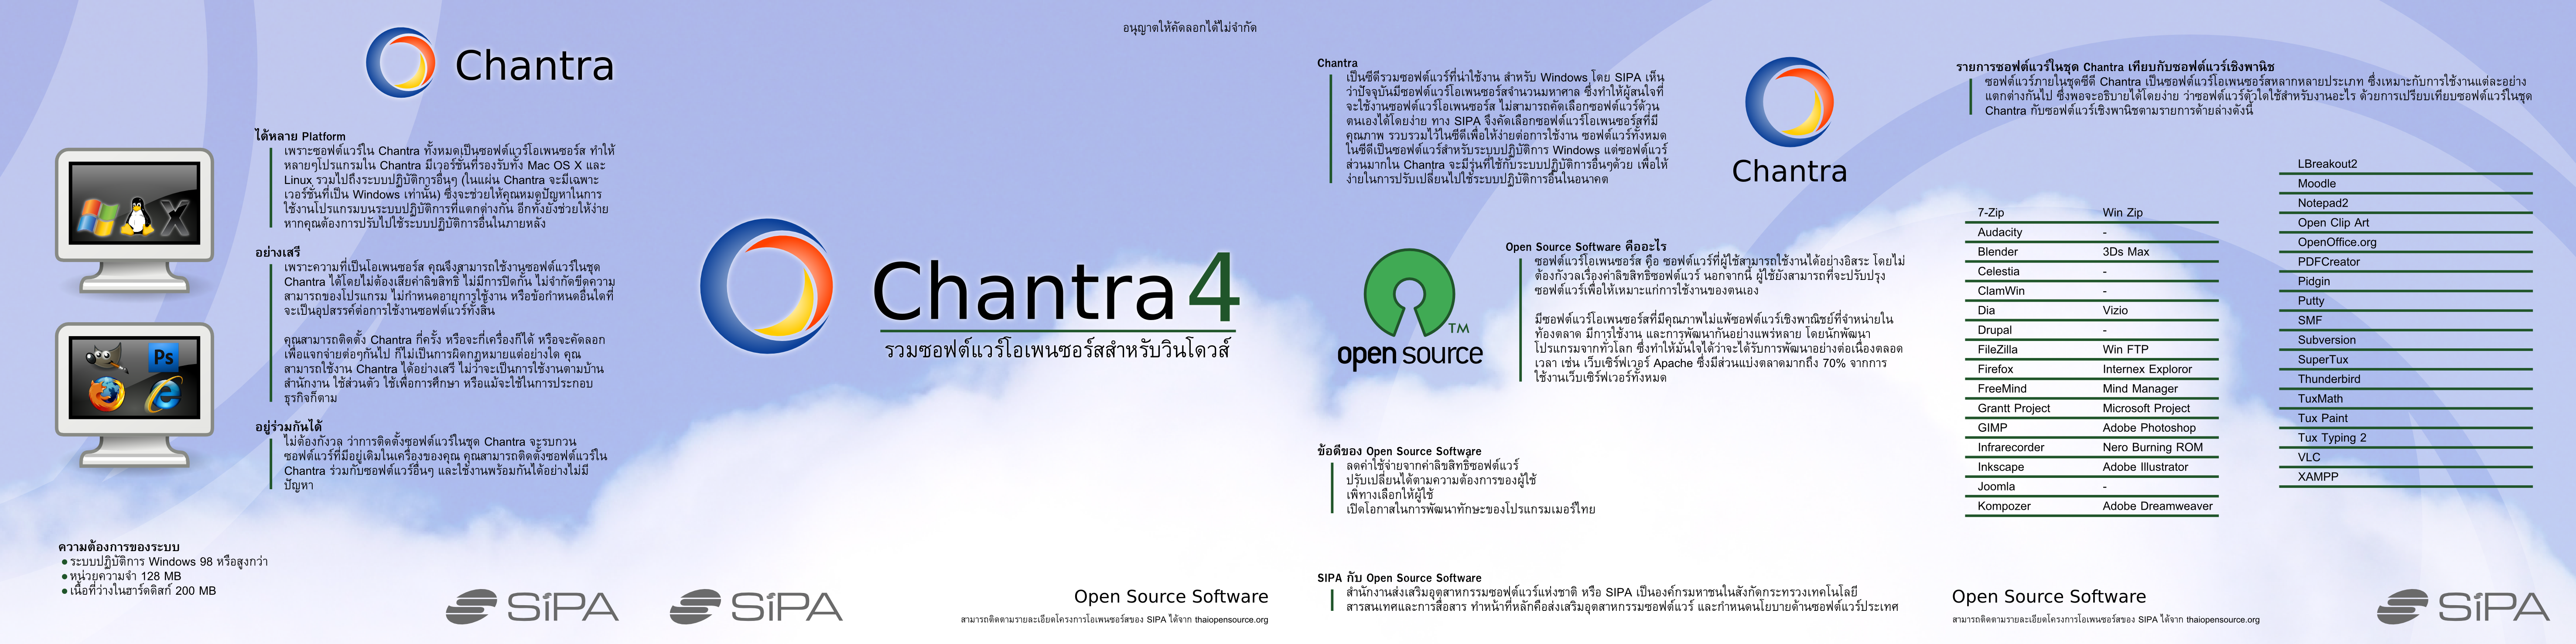 Chantra
ได้หลาย Platform
เพราะซอฟต์แวร์ใน Chantra ทั้งหมดเป็นซอฟต์แวร์โอเพนซอร์ส ทำให้
หลายๆโปรแกรมใน Chantra มีเวอร์ชั่นที่รองรับทั้ง Mac OS X และ
Linux รวมไปถึงระบบปฏิบัติการอื่นๆ (ในแผ่น Chantra จะมีเฉพาะ
เวอร์ชั่นที่เป็น Windows เท่านั้น) ซึ่งจะช่วยให้คุณหมดปัญหาในการ
ใช้งานโปรแกรมบนระบบปฏิบัติการที่แตกต่างกัน อีกทั้งยังช่วยให้ง่าย
หากคุณต้องการปรับไปใช้ระบบปฏิบัติการอื่นในภายหลัง
อย่างเสรี
เพราะความที่เป็นโอเพนซอร์ส คุณจึงสามารถใช้งานซอฟต์แวร์ในชุด
Chantra ได้โดยไม่ต้องเสียค่าลิขสิทธิ์ ไม่มีการปิดกั้น ไม่จำกัดขีดความ
สามารถของโปรแกรม ไม่กำหนดอายุการใช้งาน หรือข้อกำหนดอื่นใดที่
จะเป็นอุปสรรค์ต่อการใช้งานซอฟต์แวร์ทั้งสิ้น
คุณสามารถติดตั้ง Chantra กี่ครั้ง หรือจะกี่เครื่องก็ได้ หรือจะคัดลอก
เพื่อแจกจ่ายต่อๆกันไป ก็ไม่เป็นการผิดกฎหมายแต่อย่างใด คุณ
สามารถใช้งาน Chantra ได้อย่างเสรี ไม่ว่าจะเป็นการใช้งานตามบ้าน
สำนักงาน ใช้ส่วนตัว ใช้เพื่อการศึกษา หรือแม้จะใช้ในการประกอบ
ธุรกิจก็ตาม
Ps
อยู่ร่วมกันได้
ไม่ต้องกังวล ว่าการติดตั้งซอฟต์แวร์ในชุด Chantra จะรบกวน
ซอฟต์แวร์ที่มีอยู่เดิมในเครื่องของคุณ คุณสามารถติดตั้งซอฟต์แวร์ใน
Chantra ร่วมกับซอฟต์แวร์อื่นๆ และใช้งานพร้อมกันได้อย่างไม่มี
ปัญหา
ความต้องการของระบบ
ระบบปฏิบัติการ Windows 98 หรือสูงกว่า
หน่วยความจำ 128 MB
เนื้อที่ว่างในฮาร์ดดิสก์ 200 MB
SiPA
อนุญาตให้คัดลอกได้ไม่จำกัด
Chantra 4
รวมซอฟต์แวร์โอเพนซอร์สสำหรับวินโดวส์
SiPA
Open Source Software
สามารถติดตามรายละเอียดโครงการโอเพนซอร์สของ SIPA ได้จาก thaiopensource.org
Chantra
เป็นซีดีรวมซอฟต์แวร์ที่น่าใช้งาน สำหรับ Windows โดย SIPA เห็น
ว่าปัจจุบันมีซอฟต์แวร์โอเพนซอร์สจำนวนมหาศาล ซึ่งทำให้ผู้สนใจที่
จะใช้งานซอฟต์แวร์โอเพนซอร์ส ไม่สามารถคัดเลือกซอฟต์แวร์ด้วน
ตนเองได้โดยง่าย ทาง SIPA จึงคัดเลือกซอฟต์แวร์โอเพนซอร์สที่มี
คุณภาพ รวบรวมไว้ในซีดีเพื่อให้ง่ายต่อการใช้งาน ซอฟต์แวร์ทั้งหมด
ในซีดีเป็นซอฟต์แวร์สำหรับระบบปฏิบัติการ Windows แต่ซอฟต์แวร์
ส่วนมากใน Chantra จะมีรุ่นที่ใช้กับระบบปฏิบัติการอื่นๆด้วย เพื่อให้
ง่ายในการปรับเปลี่ยนไปใช้ระบบปฏิบัติการอื่นในอนาคต
Chantra
TM
open source
Open Source Software คืออะไร
ซอฟต์แวร์โอเพนซอร์ส คือ ซอฟต์แวร์ที่ผู้ใช้สามารถใช้งานได้อย่างอิสระ โดยไม่
ต้องกังวลเรื่องค่าลิขสิทธิ์ซอฟต์แวร์ นอกจากนี้ ผู้ใช้ยังสามารถที่จะปรับปรุง
ซอฟต์แวร์เพื่อให้เหมาะแก่การใช้งานของตนเอง
มีซอฟต์แวร์โอเพนซอร์สที่มีคุณภาพไม่แพ้ซอฟต์แวร์เชิงพาณิชย์ที่จำหน่ายใน
ท้องตลาด มีการใช้งาน และการพัฒนากันอย่างแพร่หลาย โดยนักพัฒนา
โปรแกรมจากทั่วโลก ซึ่งทำให้มั่นใจได้ว่าจะได้รับการพัฒนาอย่างต่อเนื่องตลอด
เวลา เช่น เว็บเซิร์ฟเวอร์ Apache ซึ่งมีส่วนแบ่งตลาดมากถึง 70% จากการ
ใช้งานเว็บเซิร์ฟเวอร์ทั้งหมด
ข้อดีของ Open Source Software
ลดค่าใช้จ่ายจากค่าลิขสิทธิ์ซอฟต์แวร์
ปรับเปลี่ยนได้ตามความต้องการของผู้ใช้
เพิ่ทางเลือกให้ผู้ใช้
เปิดโอกาสในการพัฒนาทักษะของโปรแกรมเมอร์ไทย
SIPA กับ Open Source Software
สำนักงานส่งเสริมอุตสาหกรรมซอฟต์แวร์แห่งชาติ หรือ SIPA เป็นองค์กรมหาชนในสังกัดกระทรวงเทคโนโลยี
สารสนเทศและการสื่อสาร ทำหน้าที่หลักคือส่งเสริมอุตสาหกรรมซอฟต์แวร์ และกำหนดนโยบายด้านซอฟต์แวร์ประเทศ
รายการซอฟต์แวร์ในชุด Chantra เทียบกับซอฟต์แวร์เชิงพานิช
ซอฟต์แวร์ภายในชุดซีดี Chantra เป็นซอฟต์แวร์โอเพนซอร์สหลากหลายประเภท ซึ่งเหมาะกับการใช้งานแต่ละอย่าง
แตกต่างกันไป ซึ่งพอจะอธิบายได้โดยง่าย ว่าซอฟต์แวร์ตัวใดใช้สำหรับงานอะไร ด้วยการเปรียบเทียบซอฟต์แวร์ในชุด
Chantra กับซอฟต์แวร์เชิงพานิชตามรายการด้ายล่างดังนี้
7-Zip Win Zip
Audacity -
Blender 3Ds Max
Celestia -
ClamWin -
Dia Vizio
Drupal -
FileZilla Win FTP
Firefox Internex Exploror
FreeMind Mind Manager
Grantt Project Microsoft Project
GIMP Adobe Photoshop
Infrarecorder Nero Burning ROM
Inkscape Adobe Illustrator
Joomla -
Kompozer Adobe Dreamweaver
LBreakout2
Moodle
Notepad2
Open Clip Art
OpenOffice.org
PDFCreator
Pidgin
Putty
SMF
Subversion
SuperTux
Thunderbird
TuxMath
Tux Paint
Tux Typing 2
VLC
XAMPP
Open Source Software
สามารถติดตามรายละเอียดโครงการโอเพนซอร์สของ SIPA ได้จาก thaiopensource.org
SiPA